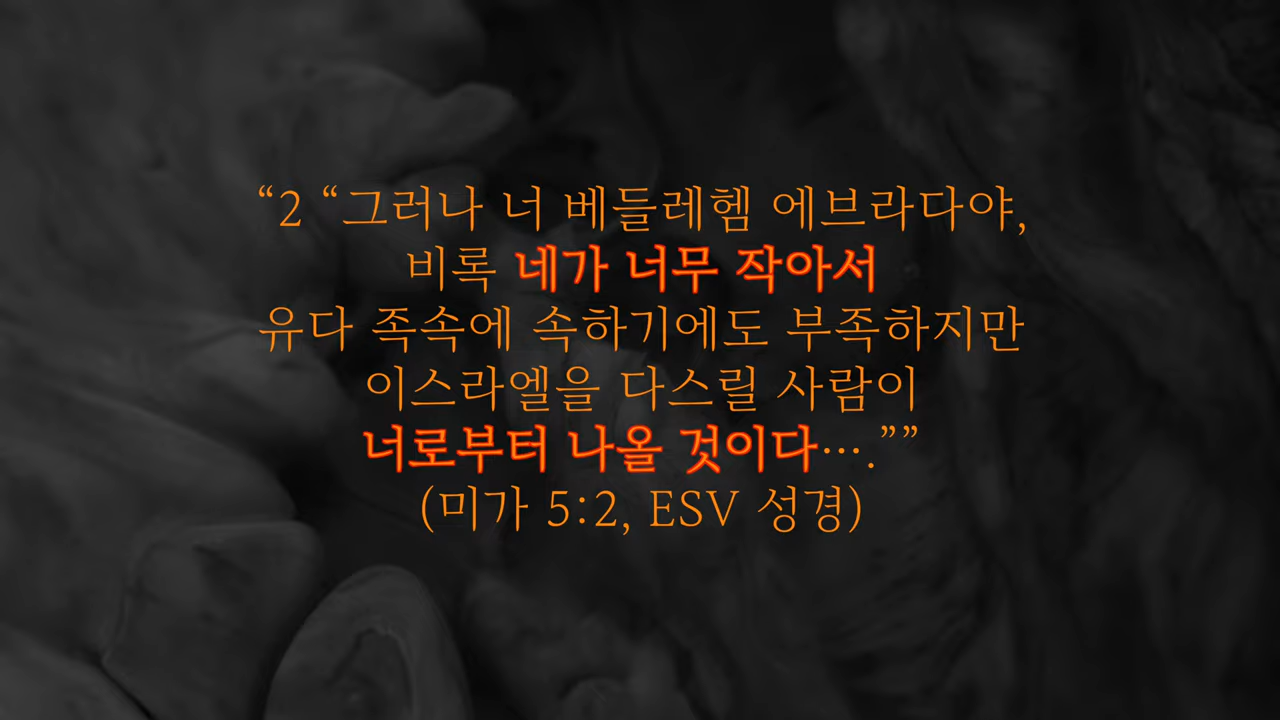 “2 “그러나 너 베들레헴 에브라다야,
비록 네가 너무 작아서
유다 족속에 속하기에도 부족하지만
이스라엘을 다스릴 사람이
너로부터 나올 것이다….””
(미가 5:2, ESV 성경)